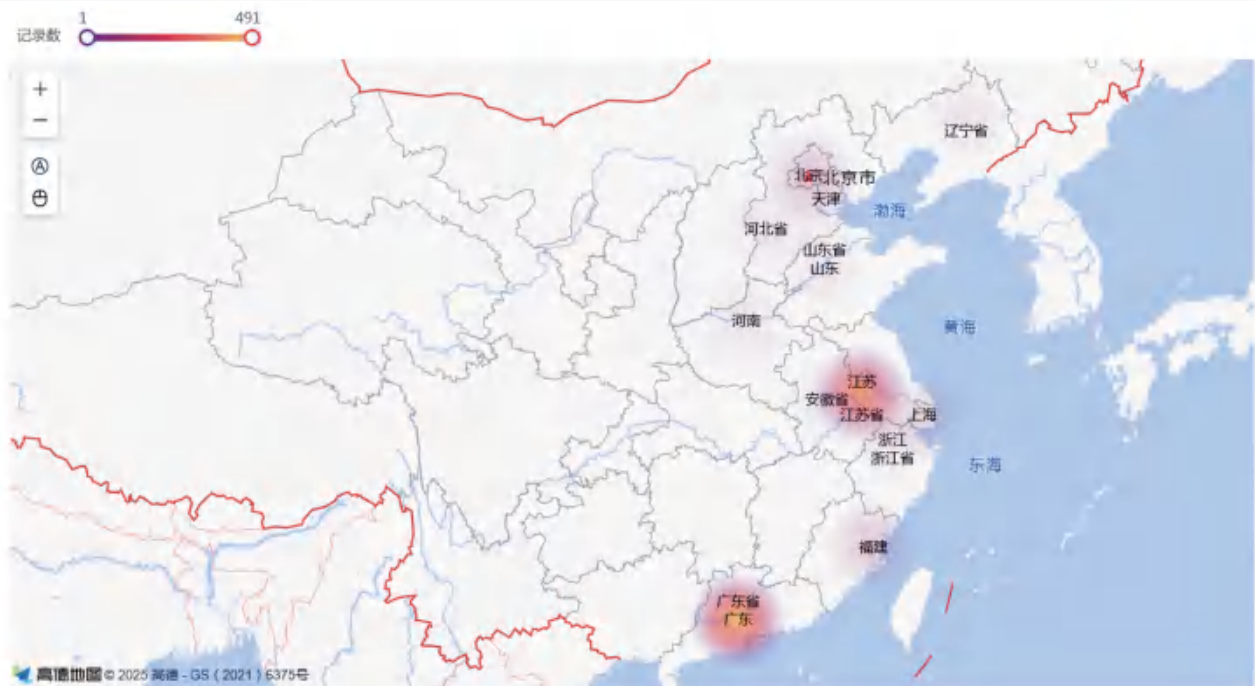 1 491
记录数
+
−
辽宁省
北京北京市
天津
渤海
河北省
山东省
山东
河南
黄海
江苏
安徽省
江苏省
上海
浙江
浙江省
东海
福建
广东省
广东
高德地图 © 2025 高德 - GS（2021）6375号